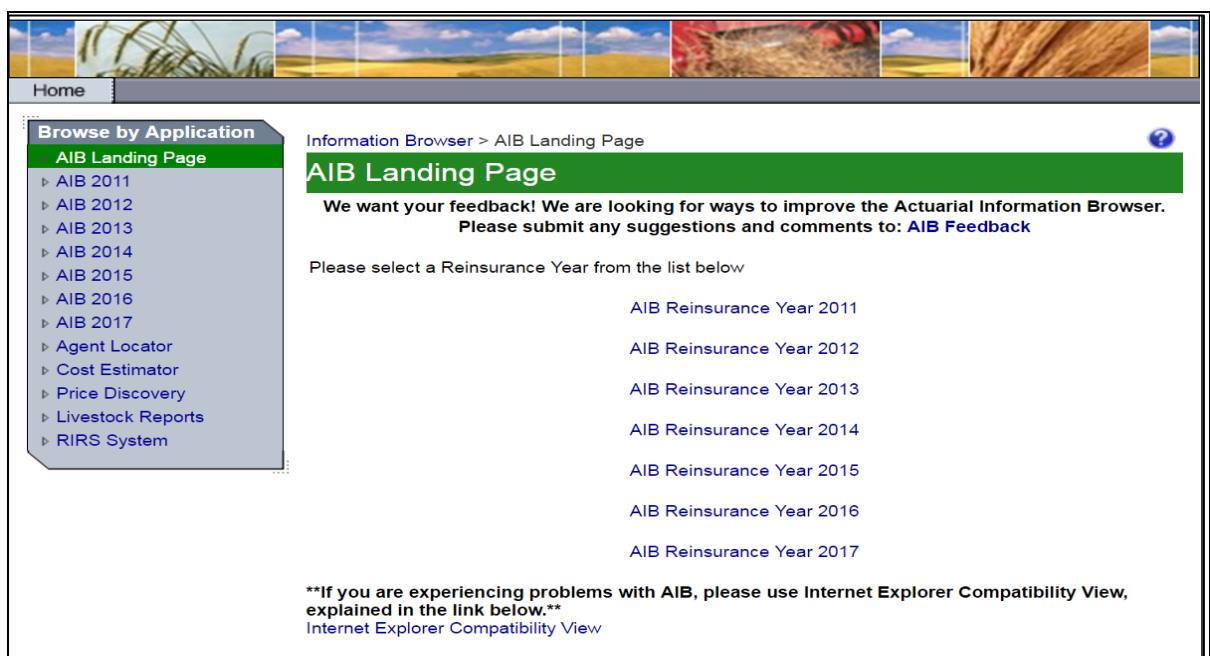 Home
Browse by Application
AIB Landing Page
AIB 2011
AIB 2012
AIB 2013
AIB 2014
AIB 2015
AIB 2016
AIB 2017
Agent Locator
Cost Estimator
Price Discovery
Livestock Reports
RIRS System
Information Browser > AIB Landing Page
?
AIB Landing Page
We want your feedback! We are looking for ways to improve the Actuarial Information Browser.
Please submit any suggestions and comments to: AIB Feedback
Please select a Reinsurance Year from the list below
AIB Reinsurance Year 2011
AIB Reinsurance Year 2012
AIB Reinsurance Year 2013
AIB Reinsurance Year 2014
AIB Reinsurance Year 2015
AIB Reinsurance Year 2016
AIB Reinsurance Year 2017
**If you are experiencing problems with AIB, please use Internet Explorer Compatibility View,
explained in the link below.**
Internet Explorer Compatibility View